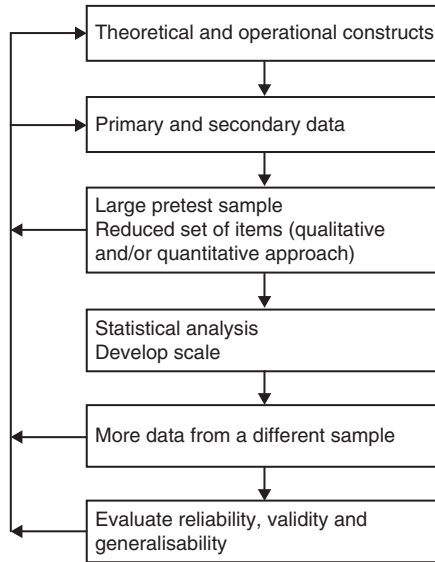 Theoretical and operational constructs
Primary and secondary data
Large pretest sample
Reduced set of items (qualitative
and/or quantitative approach)
Statistical analysis
Develop scale
More data from a different sample
Evaluate reliability, validity and
generalisability